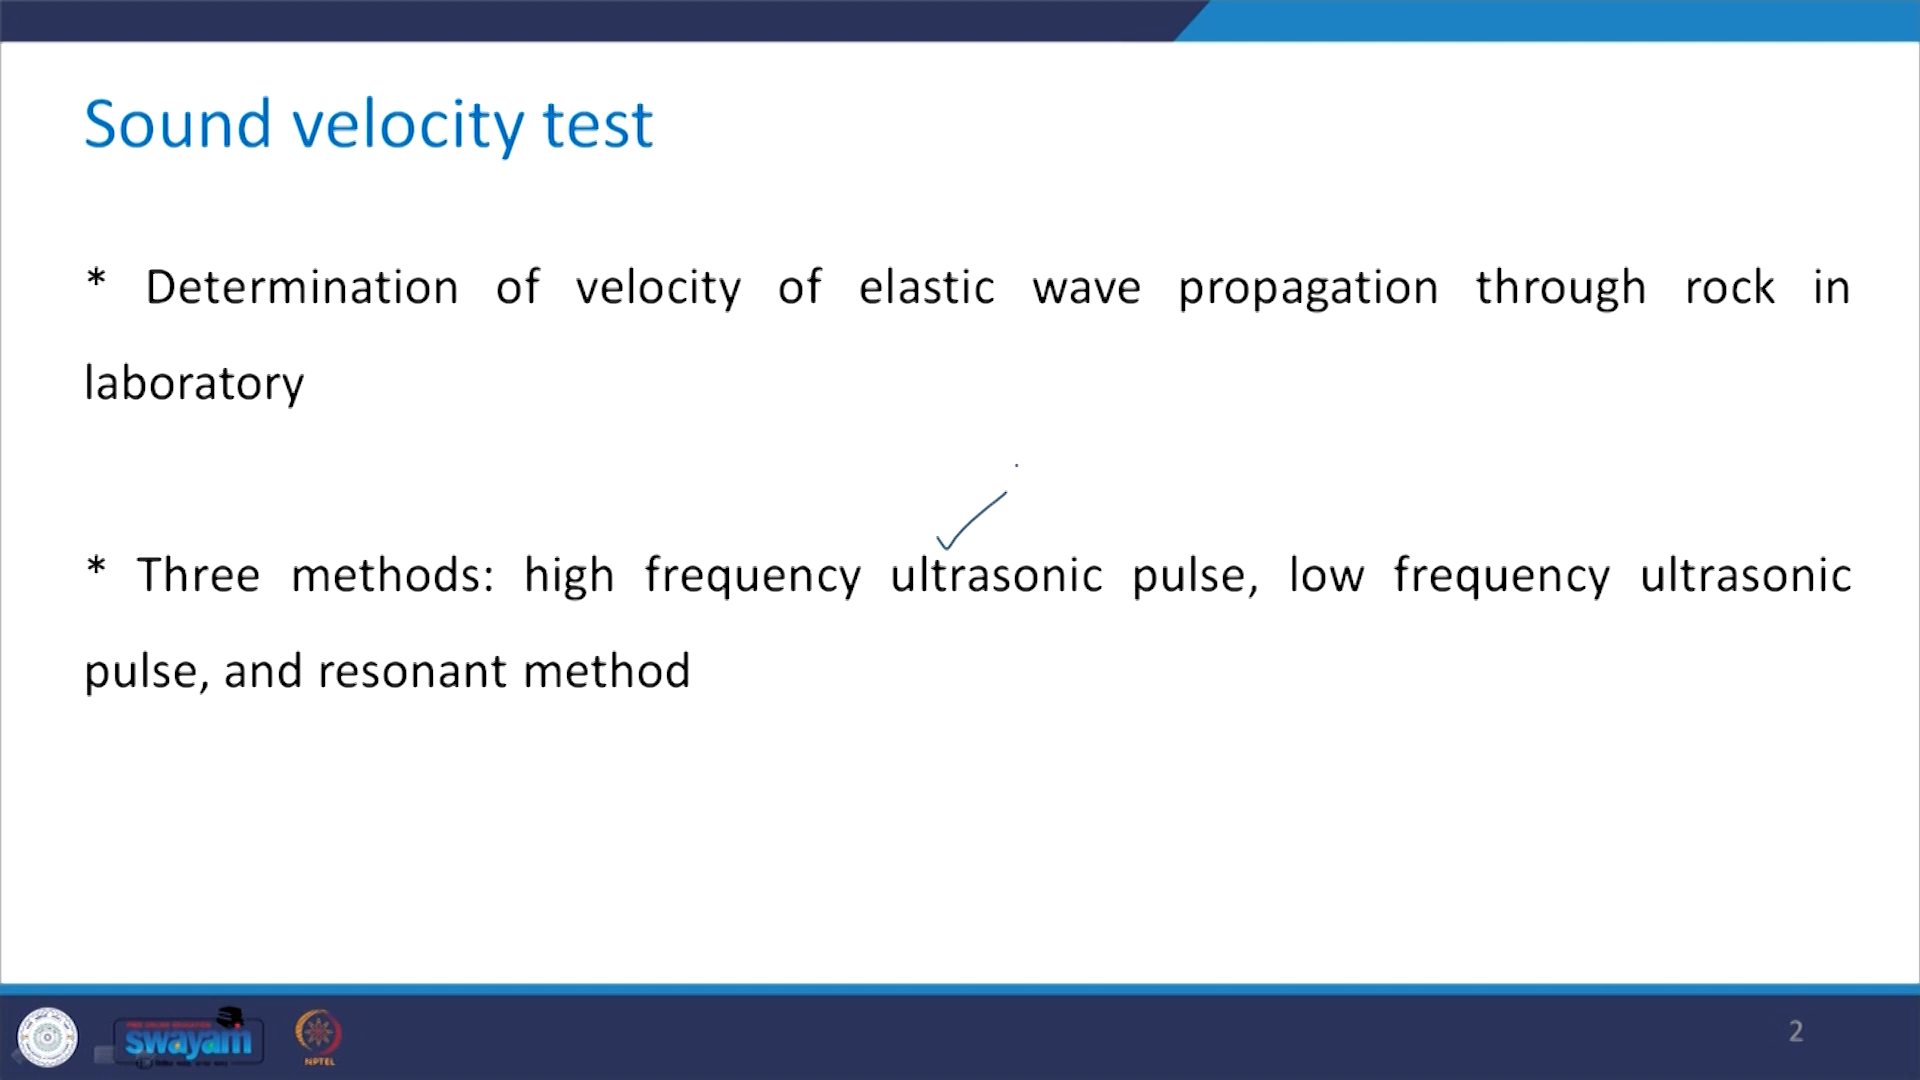 Sound velocity test
* Determination of velocity of elastic wave propagation through rock in
laboratory
* Three methods: high frequency ultrasonic pulse, low frequency ultrasonic
pulse, and resonant method
swayam
NPTEL
2